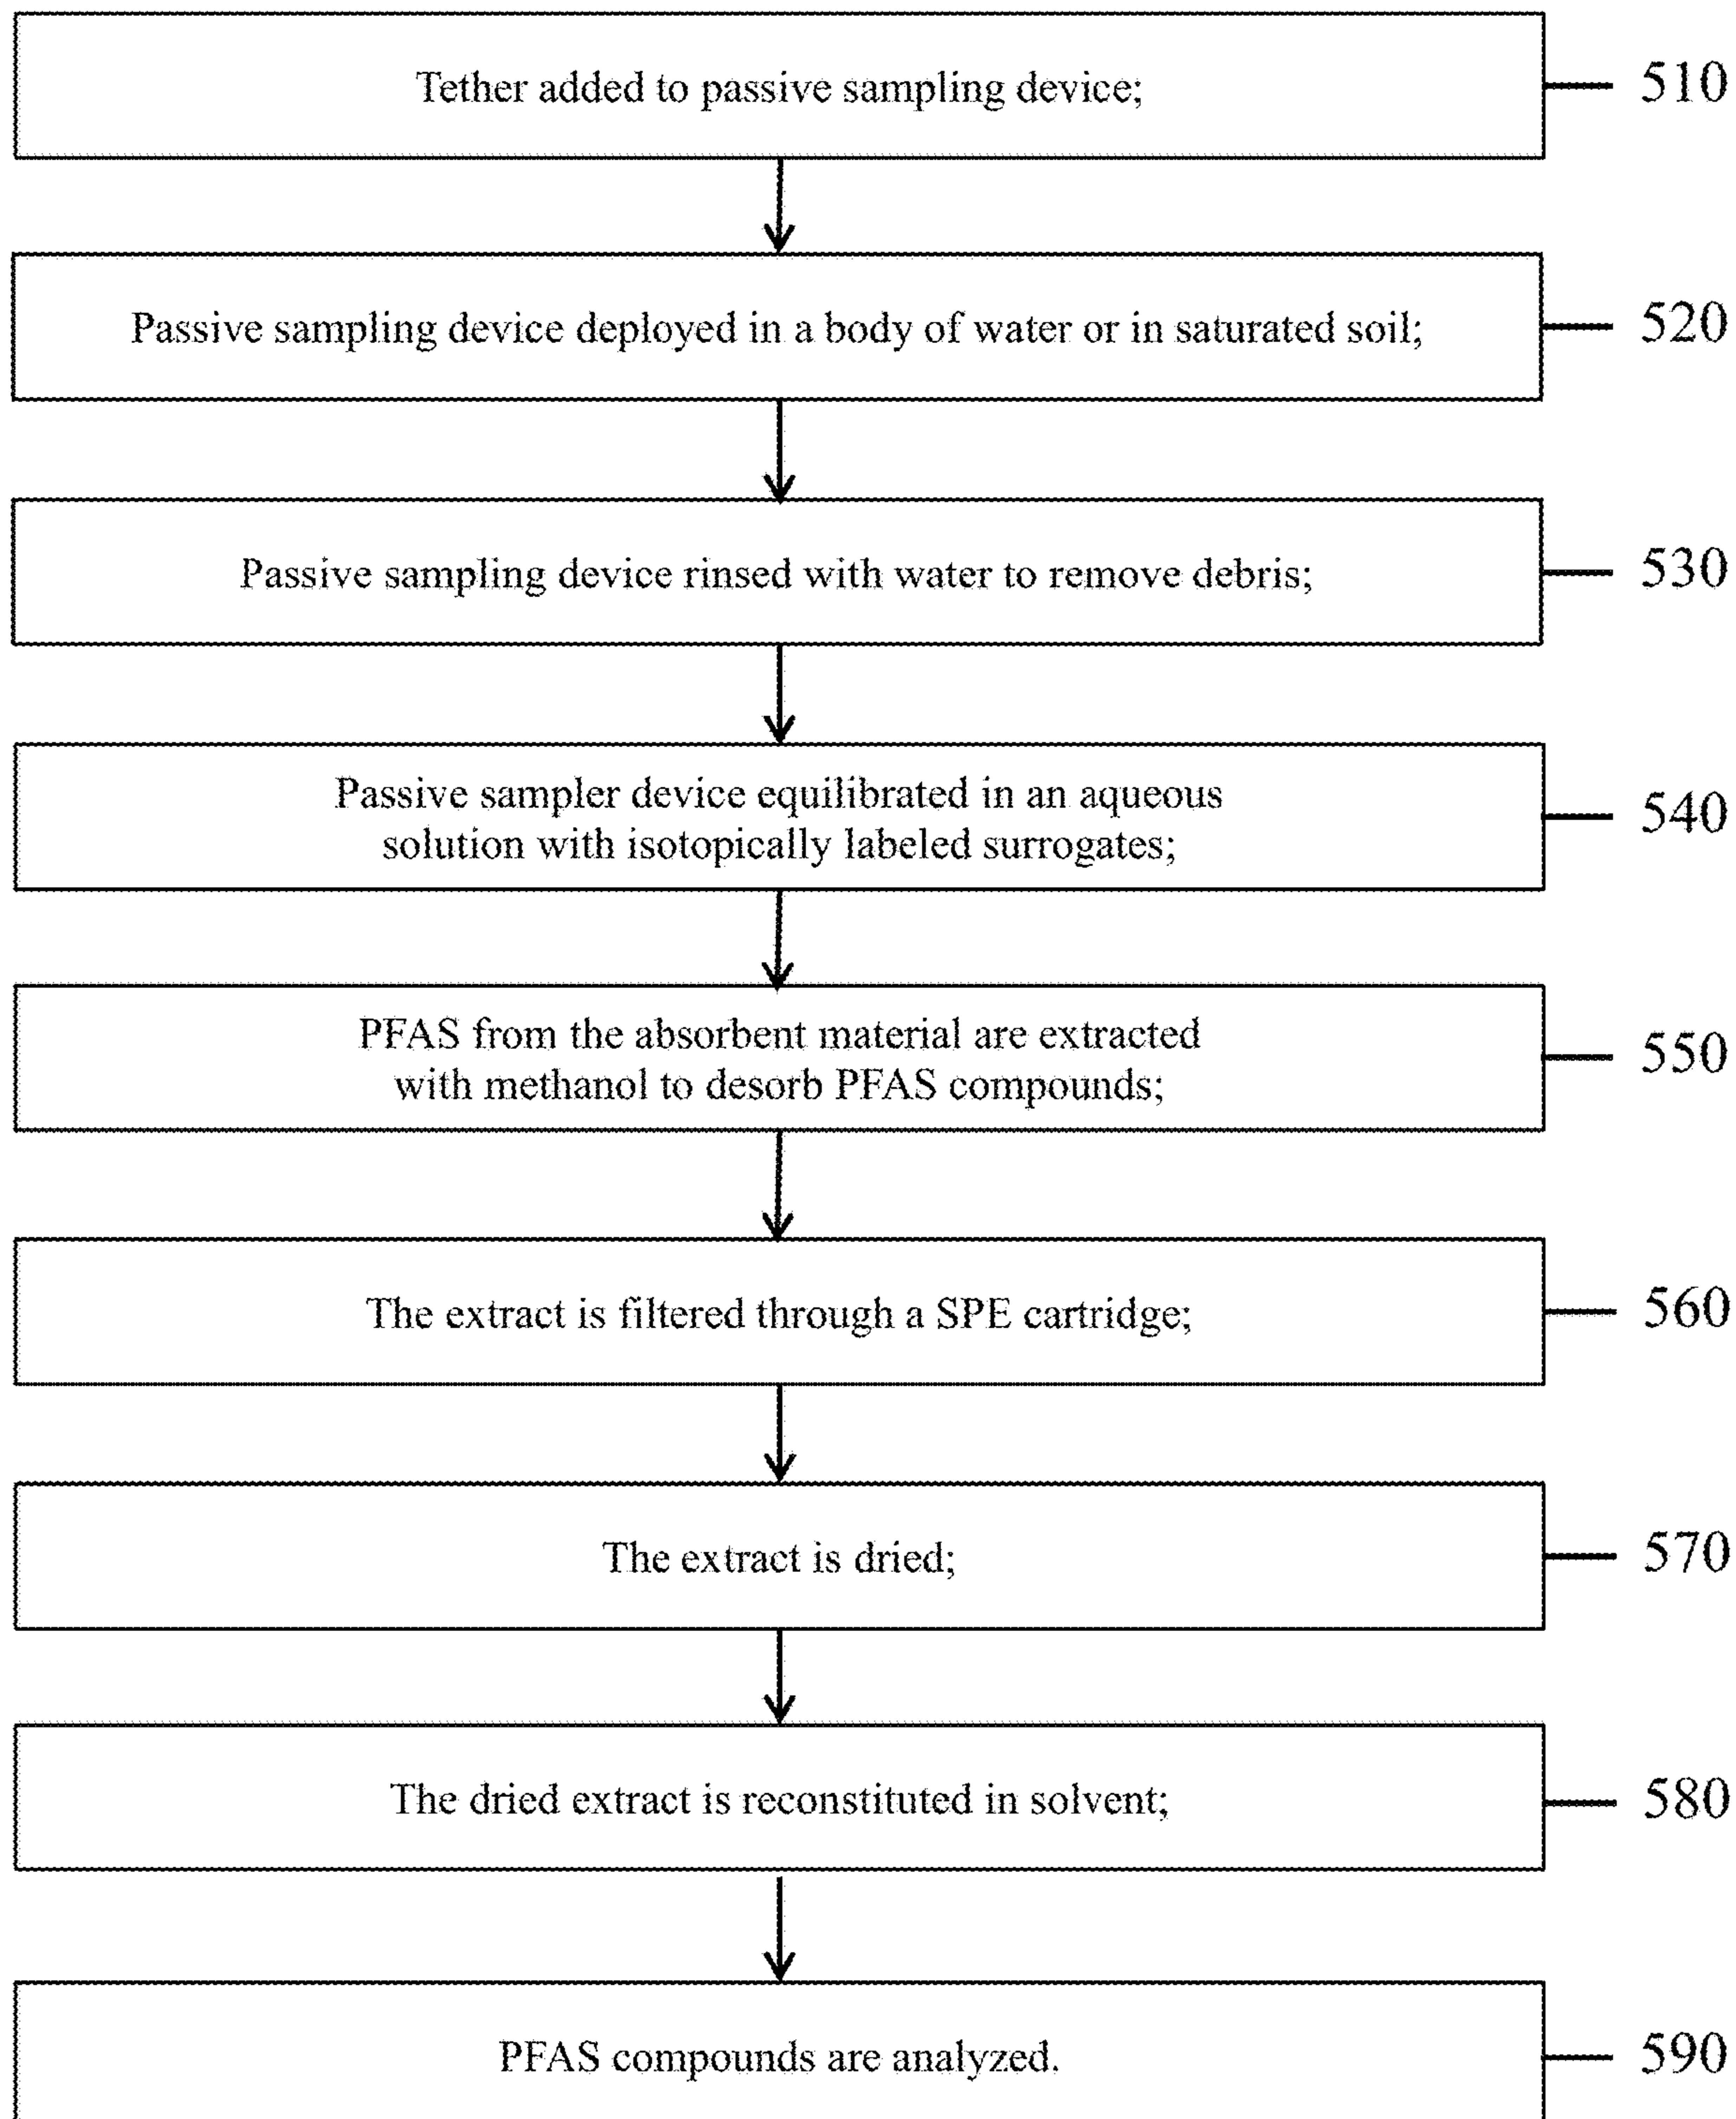 Tether added to passive sampling device;
510
Passive sampling device deployed in a body of water or in saturated soil;
520
Passive sampling device rinsed with water to remove debris;
530
Passive sampler device equilibrated in an aqueous
solution with isotopically labeled surrogates;
540
PFAS from the absorbent material are extracted
with methanol to desorb PFAS compounds;
550
The extract is filtered through a SPE cartridge;
560
The extract is dried;
570
The dried extract is reconstituted in solvent;
580
PFAS compounds are analyzed.
590